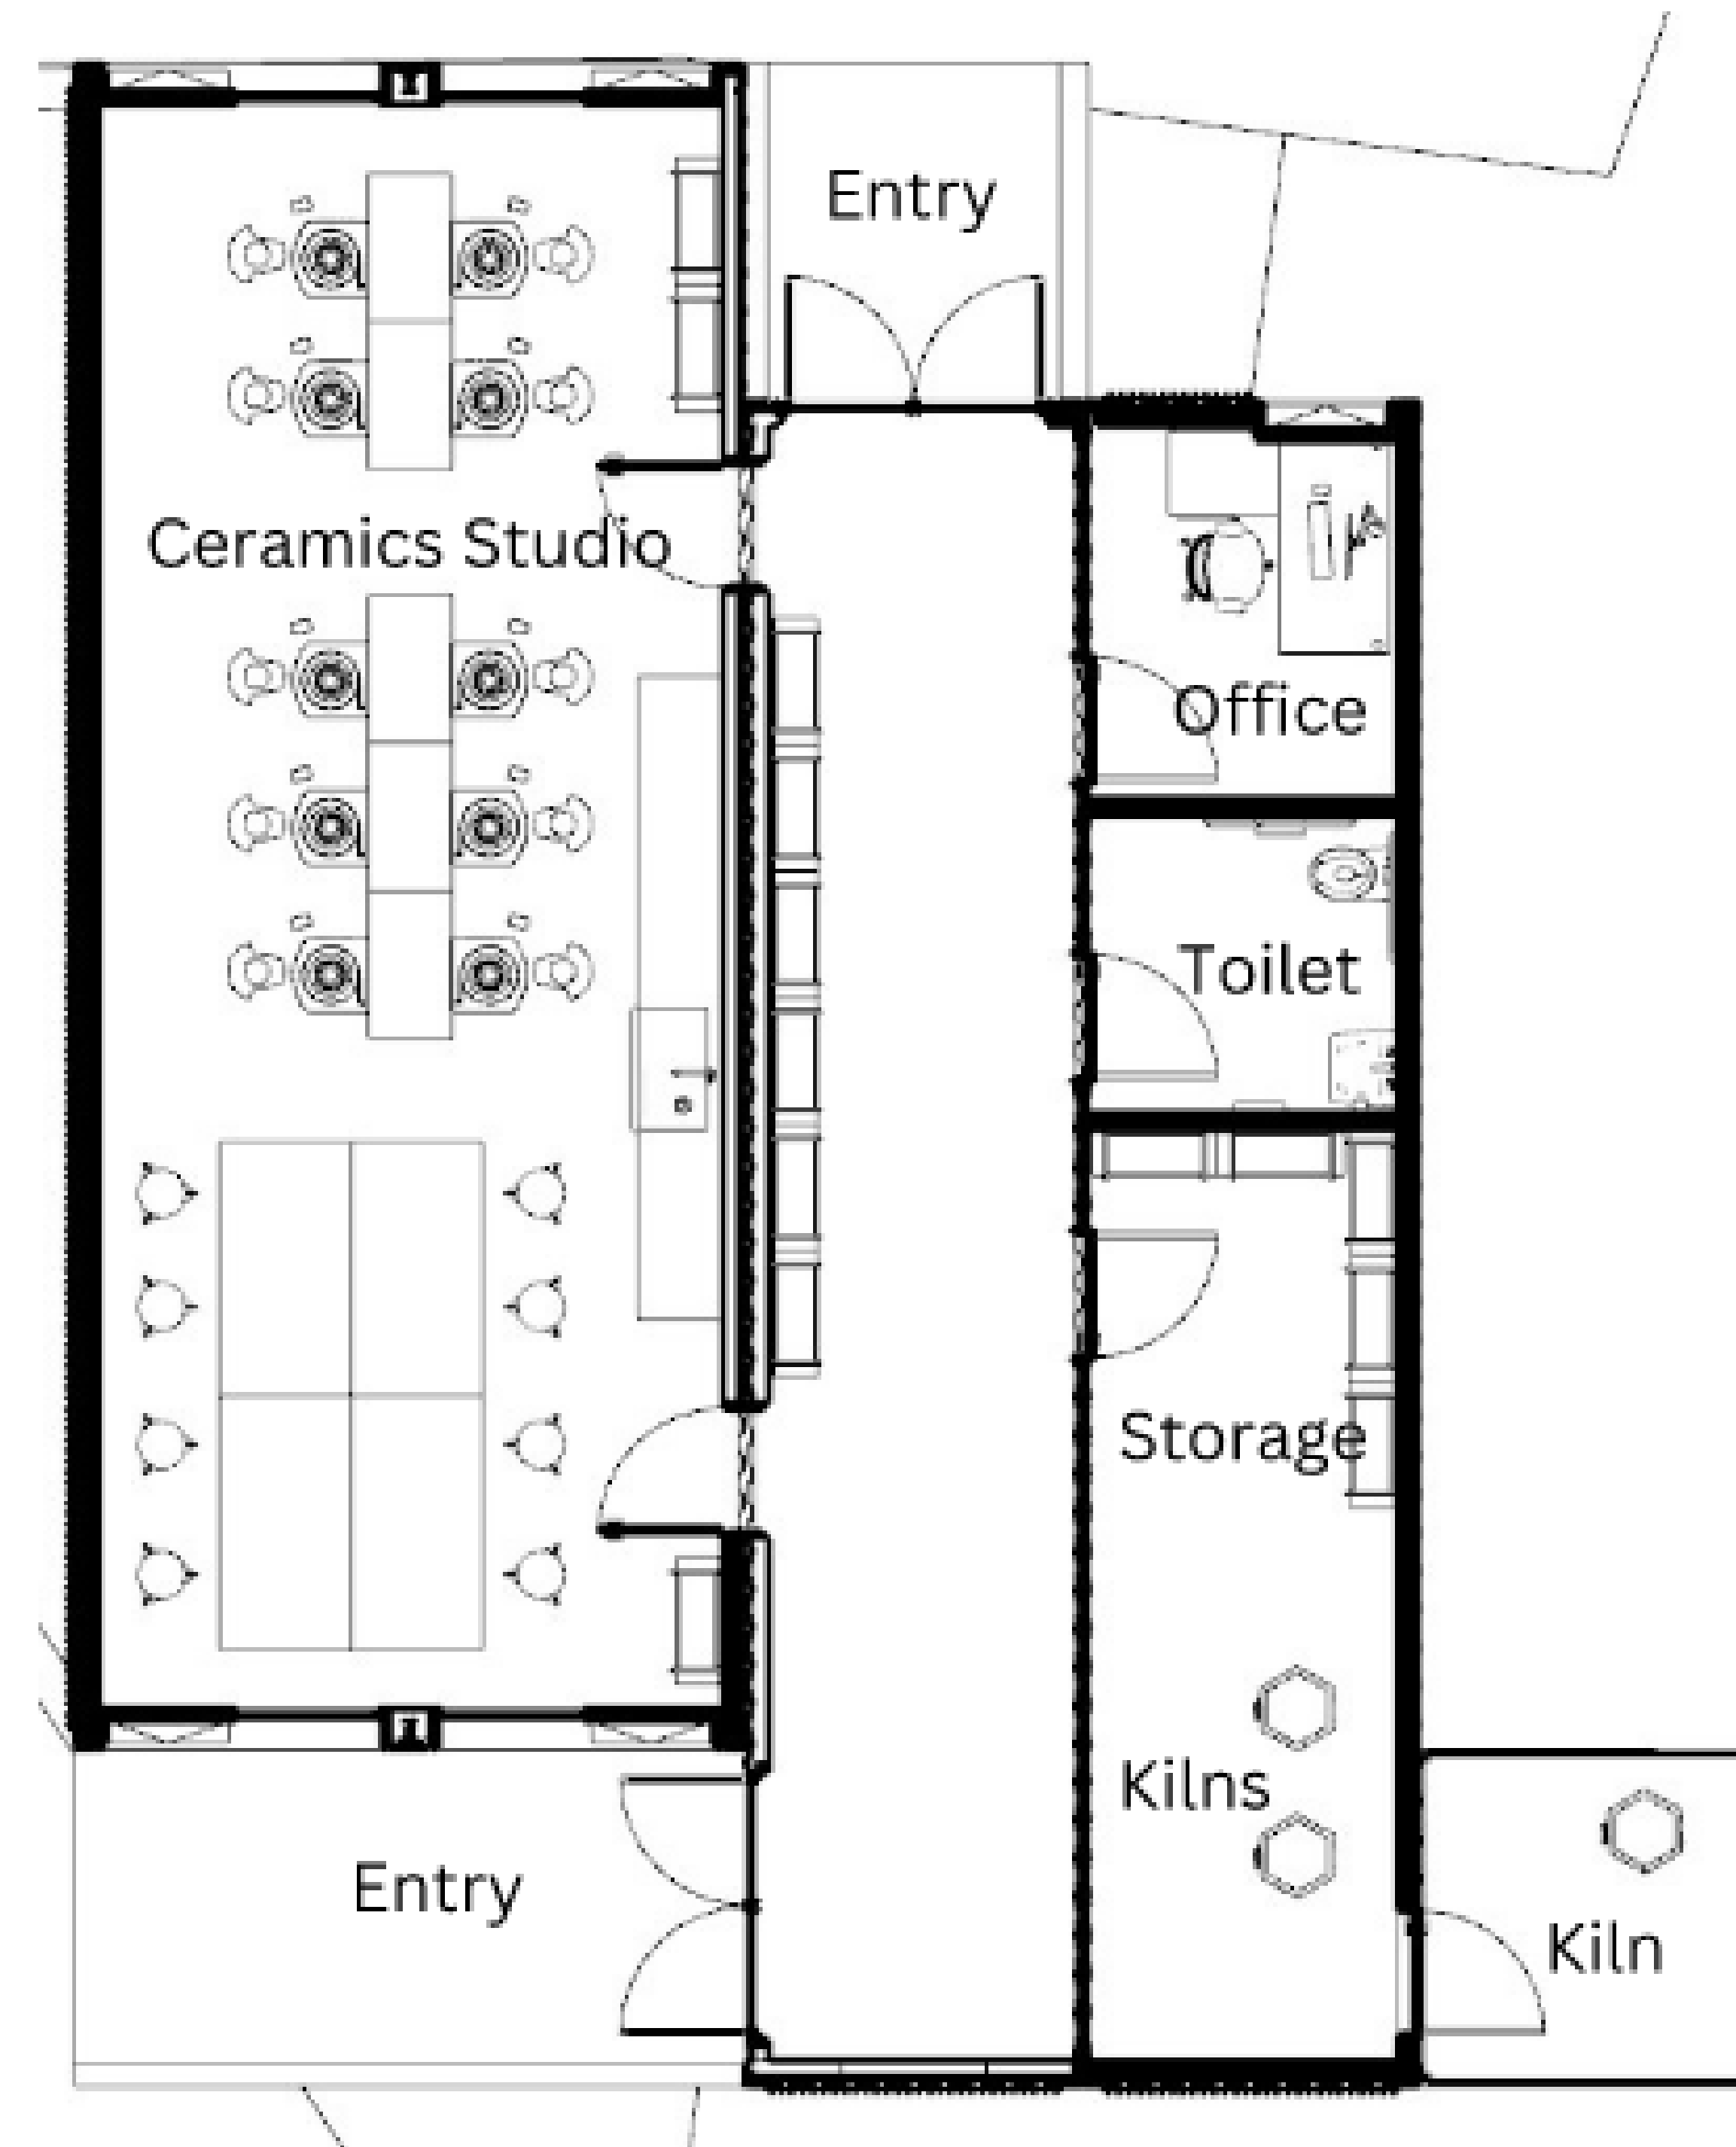 Entry
Ceramics Studio
Office
Toilet
Storage
Kilns
Entry
Kiln